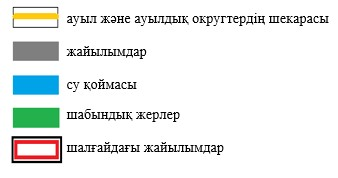 ауыл және ауылдық округтердің шекарасы
жайылымдар
су қоймасы
шабындық жерлер
шалғайдағы жайылымдар